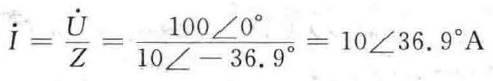 İ = U̇/Z = 100∠0°/10∠−36.9° = 10∠36.9°A